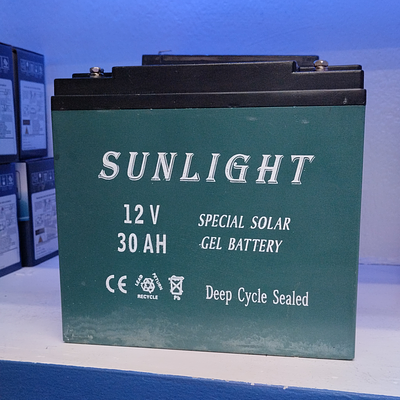 SUNLIGHT
12 V
30 AH
SPECIAL SOLAR
GEL BATTERY
CE
RECYCLE
Pb
Deep Cycle Sealed